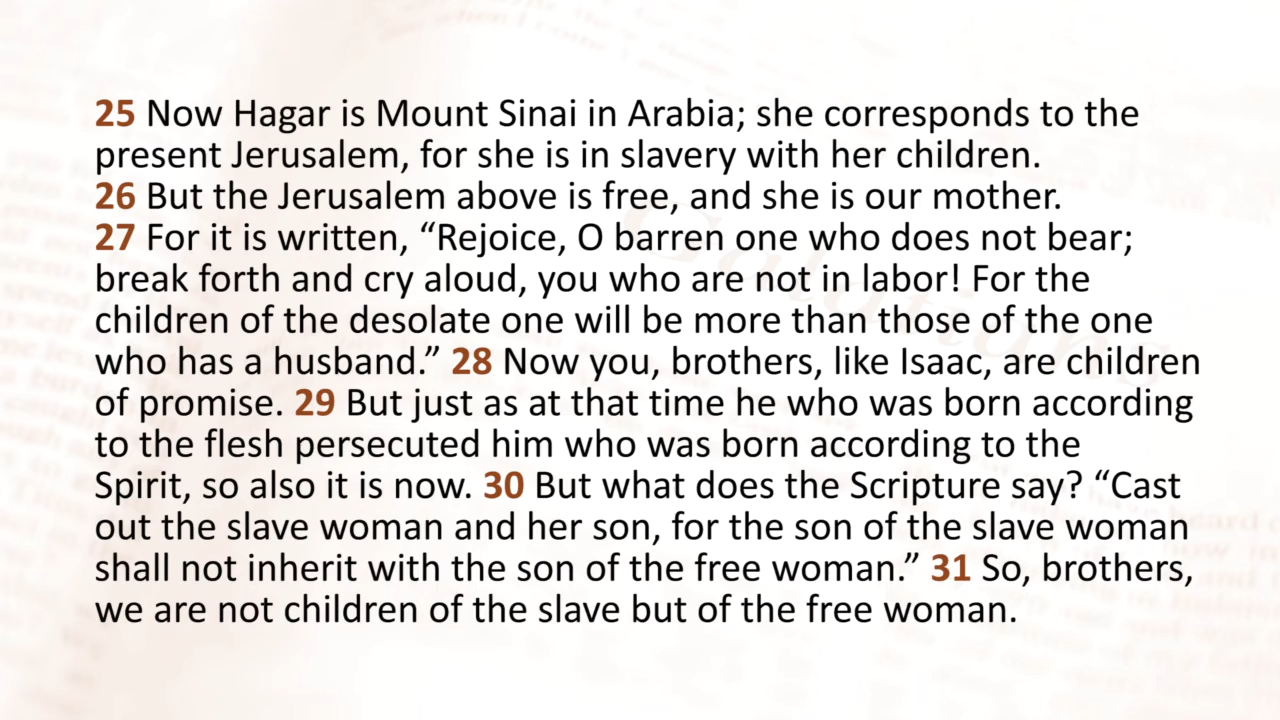 25 Now Hagar is Mount Sinai in Arabia; she corresponds to the
present Jerusalem, for she is in slavery with her children.
26 But the Jerusalem above is free, and she is our mother.
27 For it is written, “Rejoice, O barren one who does not bear;
break forth and cry aloud, you who are not in labor! For the
children of the desolate one will be more than those of the one
who has a husband.” 28 Now you, brothers, like Isaac, are children
of promise. 29 But just as at that time he who was born according
to the flesh persecuted him who was born according to the
Spirit, so also it is now. 30 But what does the Scripture say? “Cast
out the slave woman and her son, for the son of the slave woman
shall not inherit with the son of the free woman.” 31 So, brothers,
we are not children of the slave but of the free woman.
Galatians